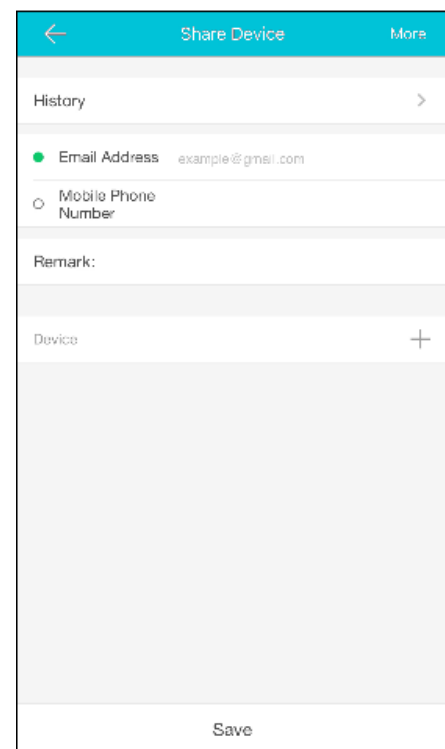 Share Device More
History
Email Address example@gmail.com
Mobile Phone
Number
Remark:
Device
Save